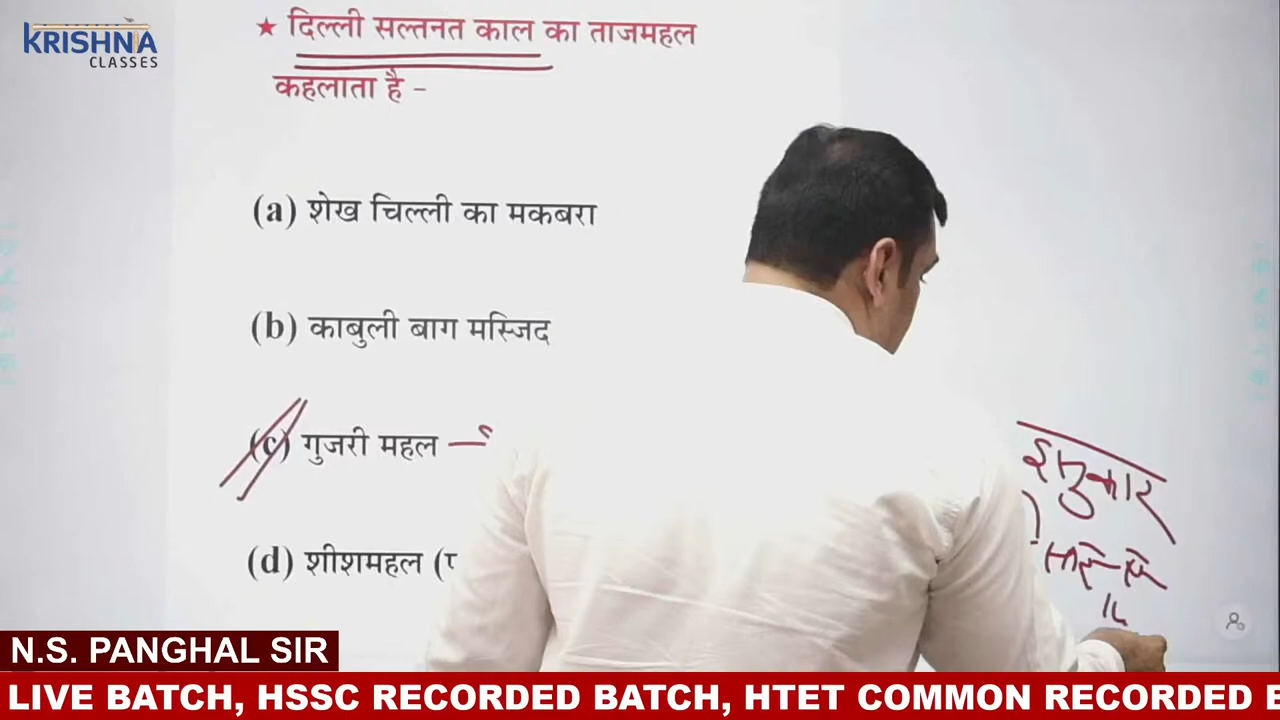 KRISHNA
CLASSES
★ दिल्ली सल्तनत काल का ताजमहल
कहलाता है -
(a) शेख चिल्ली का मकबरा
(b) काबुली बाग मस्जिद
(c) गुजरी महल
(d) शीशमहल (
N.S. PANGHAL SIR
LIVE BATCH, HSSC RECORDED BATCH, HTET COMMON RECORDED